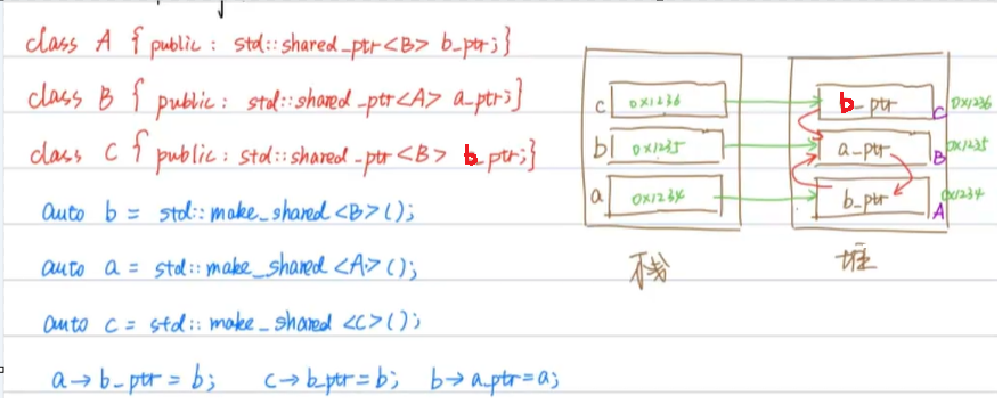 class A { public : std::shared_ptr<B> b_ptr;}
class B { public : std::shared_ptr<A> a_ptr;}
class C { public : std::shared_ptr<B> b_ptr;}
auto b = std::make_shared<B>();
auto a = std::make_shared<A>();
auto c = std::make_shared<C>();
a→b_ptr = b; c→b_ptr = b; b→a_ptr = a;
c 0x1236 b_ptr C 0x1236
b 0x1235 a_ptr B 0x1235
a 0x1234 b_ptr A 0x1234
栈 堆